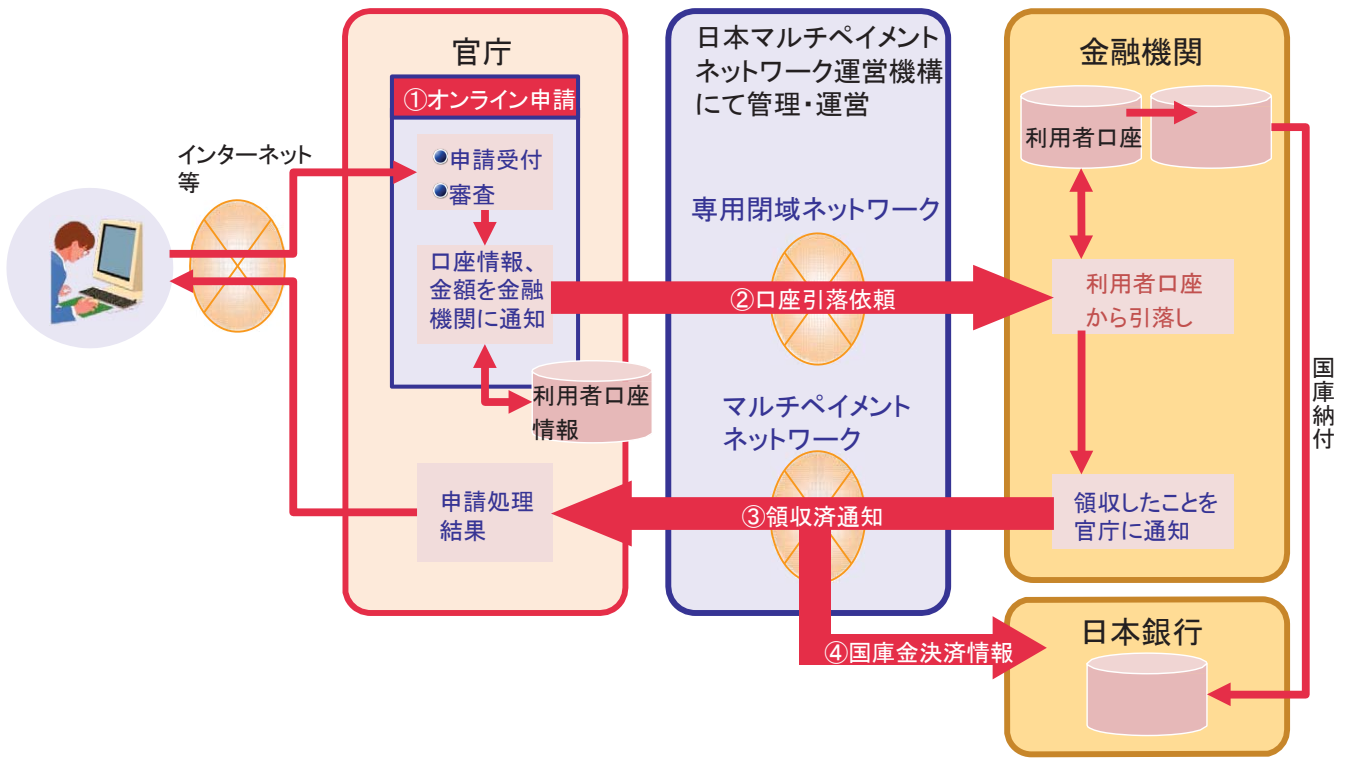 インターネット
等
官庁
①オンライン申請
申請受付
審査
口座情報、
金額を金融
機関に通知
利用者口座
情報
申請処理
結果
日本マルチペイメント
ネットワーク運営機構
にて管理・運営
専用閉域ネットワーク
②口座引落依頼
マルチペイメント
ネットワーク
③領収済通知
④国庫金決済情報
金融機関
利用者口座
利用者口座
から引落し
領収したことを
官庁に通知
国庫納付
日本銀行